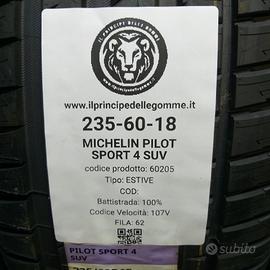 IL PRINCIPE DELLE GOMME
www.ilprincipedellegomme.it
235-60-18
MICHELIN PILOT
SPORT 4 SUV
codice prodotto: 60205
Tipo: ESTIVE
COD:
Battistrada: 100%
Codice Velocità: 107V
FILA: 62
PILOT SPORT 4
SUV
subito